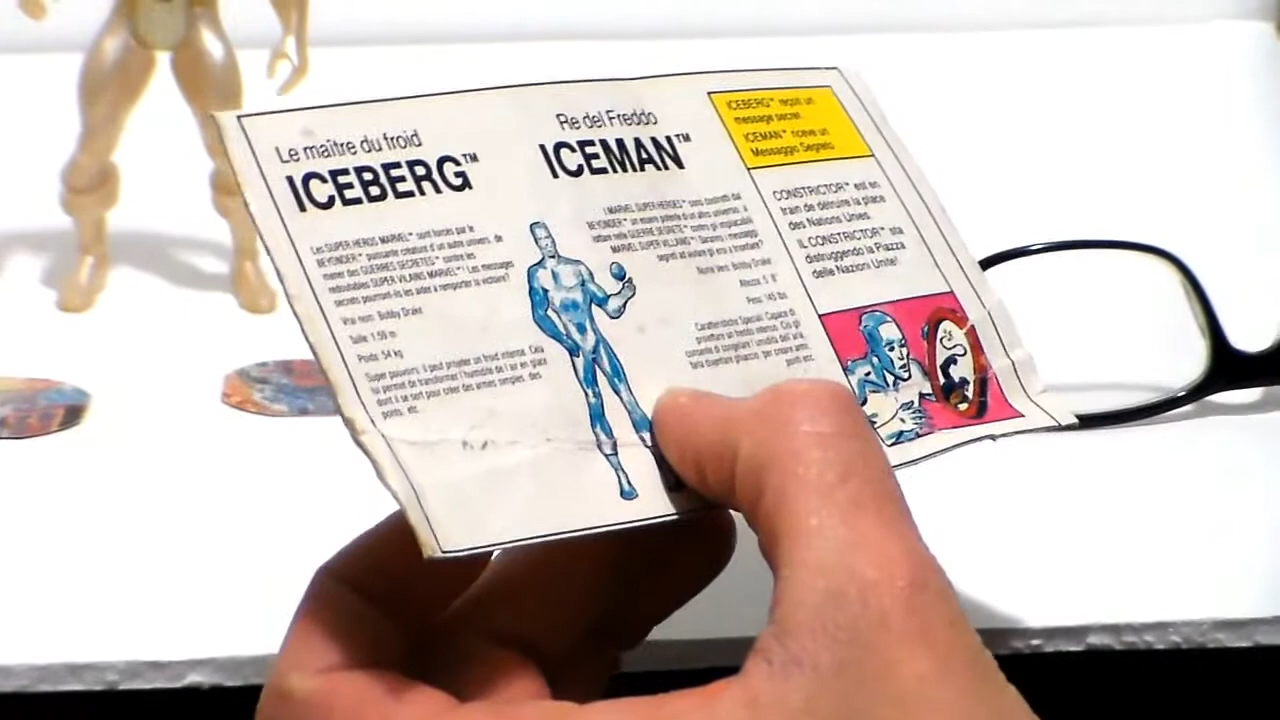 Le maître du froid
ICEBERG™
Les SUPER HEROS MARVEL™ sont forcés par le
BEYONDER™, puissante créature d'un autre univers, de
mener des GUERRES SECRETES™ contre les
redoutables SUPER VILAINS MARVEL™! Les messages
secrets pourront-ils les aider à remporter la victoire?
Vrai nom: Bobby Drake
Taille: 1,59 m
Poids: 54 kg
Super pouvoirs: Il peut projeter un froid intense. Cela
lui permet de transformer l'humidité de l'air en glace
dont il se sert pour créer des armes simples, des
ponts, etc.
Re del Freddo
ICEMAN™
I MARVEL SUPER HEROES™ sono costretti dal
BEYONDER™, un essere potente di un altro universo, a
lottare nelle GUERRE SEGRETE™ contro gli implacabili
MARVEL SUPER VILLAINS™! Saranno i messaggi
segreti ad aiutare gli eroi a trionfare?
Nome Vero: Bobby Drake
Altezza: 5' 8"
Peso: 145 lbs
Caratteristiche Speciali: Capace di
proiettare un freddo intenso. Ciò gli
consente di congelare l'umidità dell'aria
farla diventare ghiaccio, per creare armi,
ponti ecc.
ICEBERG™ reçoit un
message secret.
ICEMAN™ riceve un
Messaggio Segreto
CONSTRICTOR™ est en
train de détruire la place
des Nations Unies.
IL CONSTRICTOR™ sta
distruggendo la Piazza
delle Nazioni Unite!